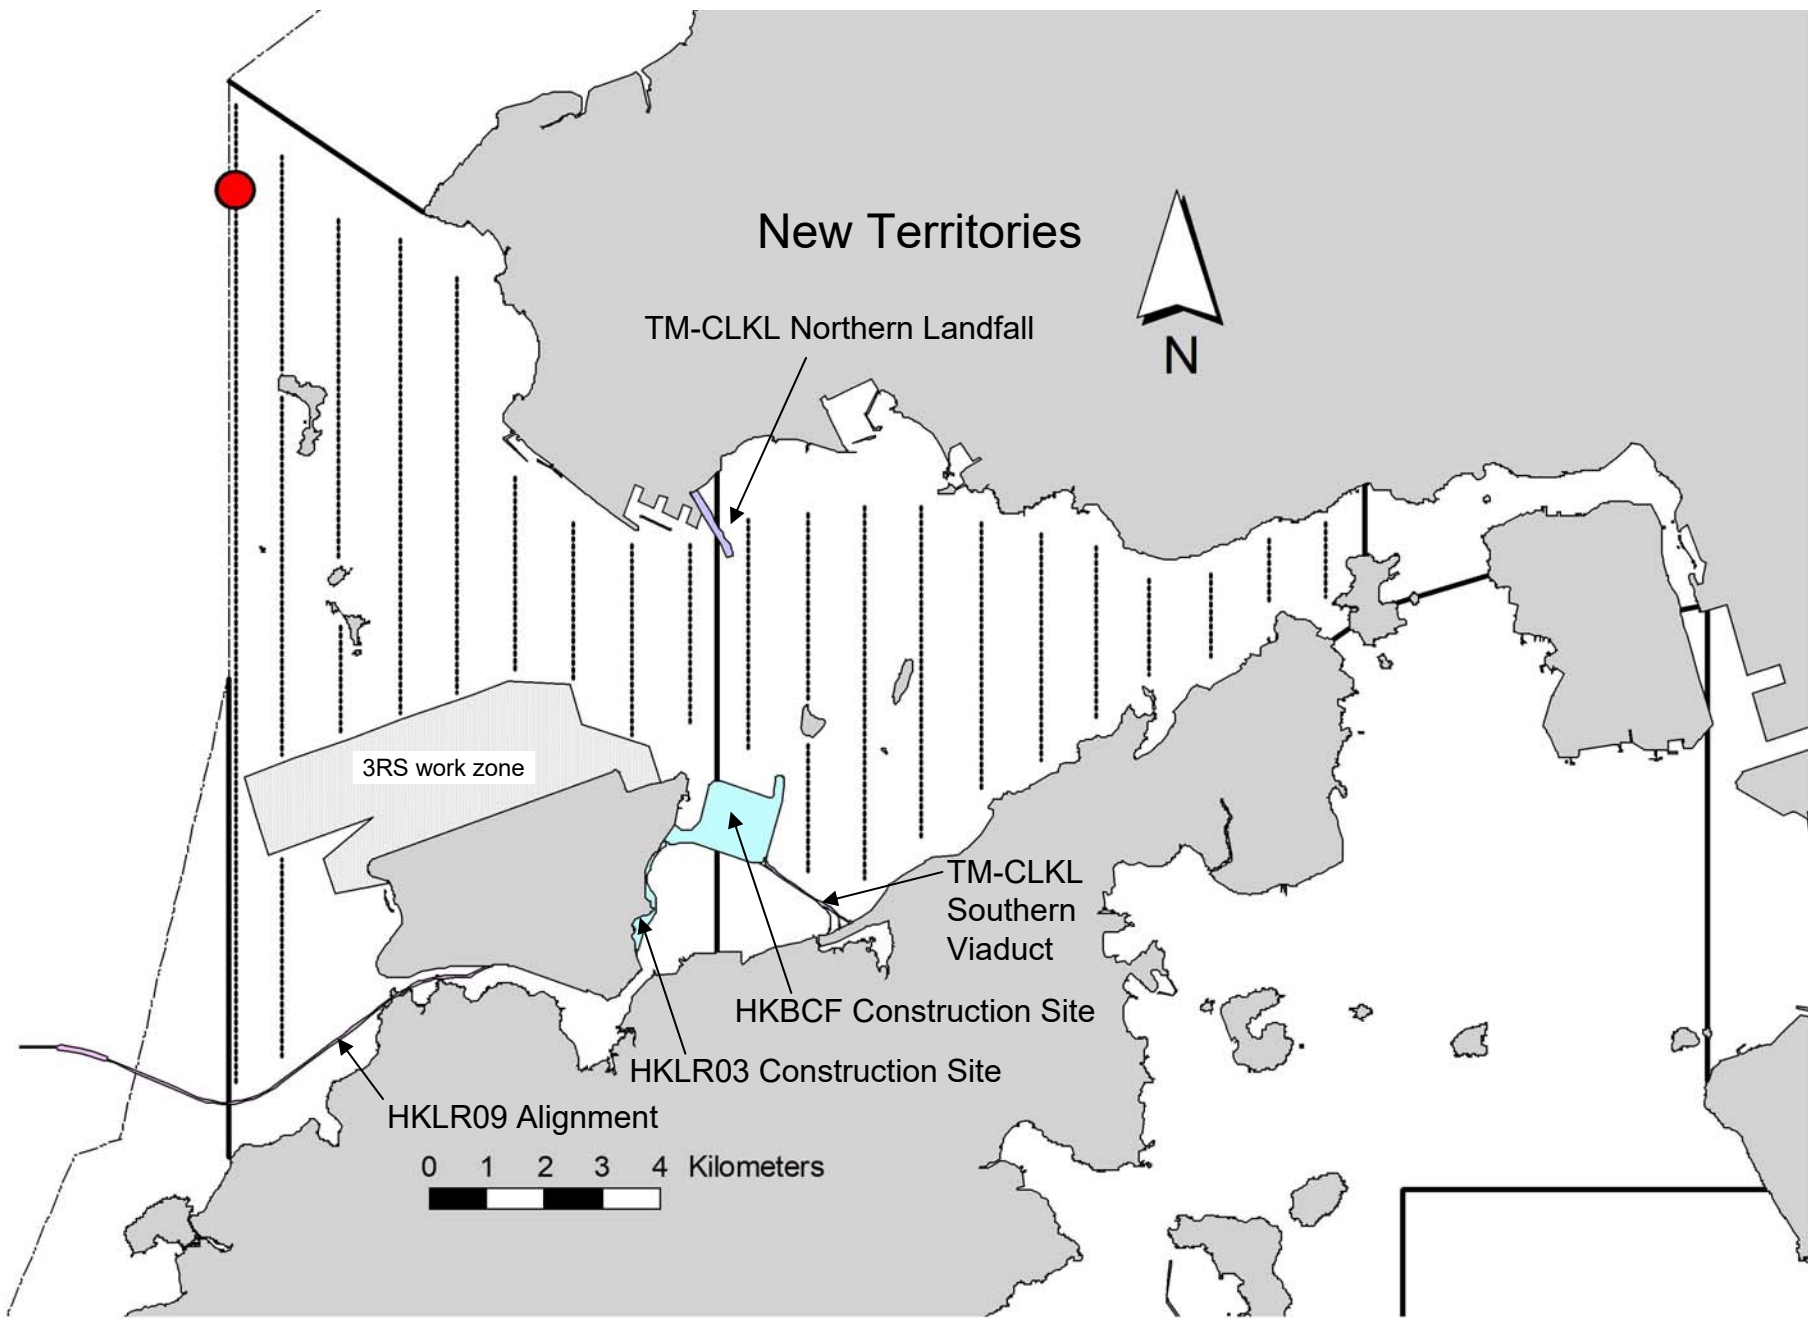 New Territories
TM-CLKL Northern Landfall
N
3RS work zone
TM-CLKL
Southern
Viaduct
HKBCF Construction Site
HKLR03 Construction Site
HKLR09 Alignment
0 1 2 3 4 Kilometers